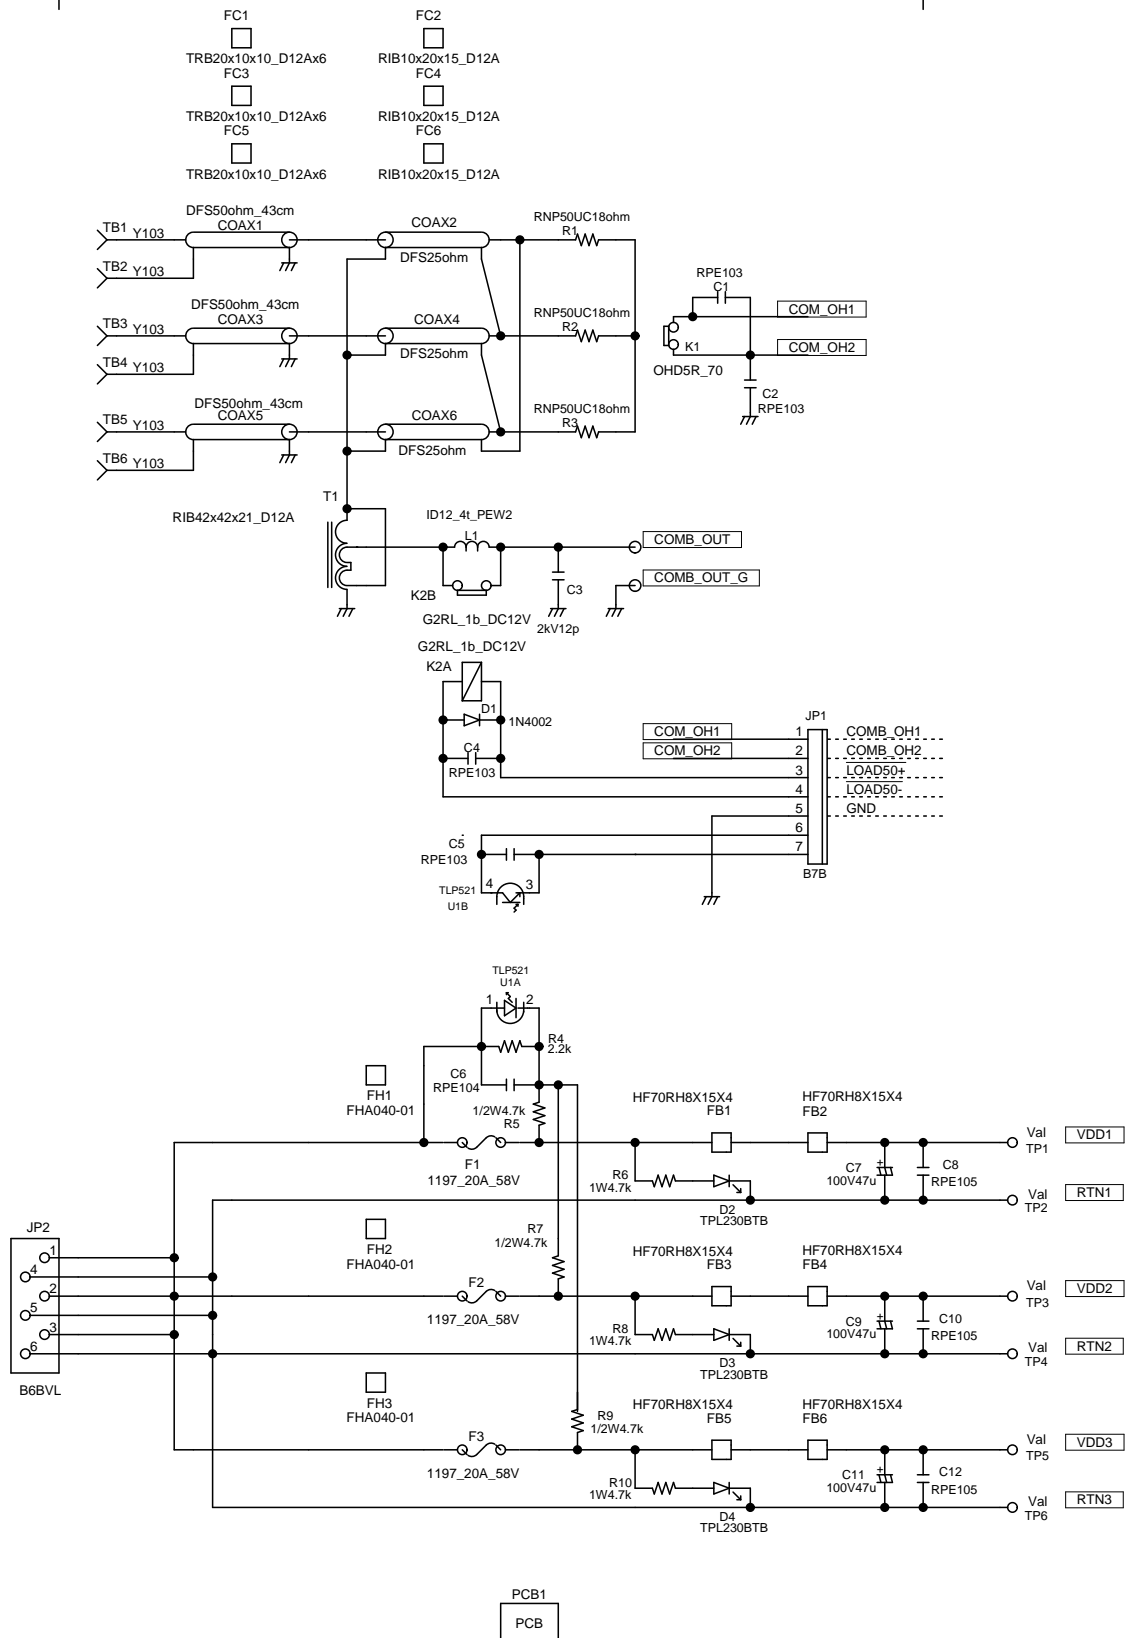 FC1
FC2
TRB20x10x10_D12Ax6
RIB10x20x15_D12A
FC3
FC4
TRB20x10x10_D12Ax6
RIB10x20x15_D12A
FC5
FC6
TRB20x10x10_D12Ax6
RIB10x20x15_D12A
DFS50ohm_43cm
COAX1
COAX2
DFS25ohm
RNP50UC18ohm
R1
TB1
Y103
TB2
Y103
DFS50ohm_43cm
COAX3
COAX4
DFS25ohm
RNP50UC18ohm
R2
TB3
Y103
TB4
Y103
DFS50ohm_43cm
COAX5
COAX6
DFS25ohm
RNP50UC18ohm
R3
TB5
Y103
TB6
Y103
RPE103
C1
COM_OH1
COM_OH2
K1
OHD5R_70
C2
RPE103
T1
RIB42x42x21_D12A
ID12_4t_PEW2
L1
COMB_OUT
COMB_OUT_G
K2B
C3
G2RL_1b_DC12V
2kV12p
G2RL_1b_DC12V
K2A
D1
1N4002
C4
RPE103
JP1
COM_OH1
1
COMB_OH1
COM_OH2
2
COMB_OH2
3
LOAD50+
4
LOAD50-
5
GND
6
7
B7B
C5
RPE103
TLP521
U1B
4
3
TLP521
U1A
1
2
R4
2.2k
C6
RPE104
FH1
FHA040-01
1/2W4.7k
R5
HF70RH8X15X4
FB1
HF70RH8X15X4
FB2
Val
TP1
VDD1
F1
1197_20A_58V
R6
1W4.7k
D2
TPL230BTB
C7
100V47u
C8
RPE105
Val
TP2
RTN1
JP2
1
4
2
5
3
6
B6BVL
FH2
FHA040-01
R7
1/2W4.7k
HF70RH8X15X4
FB3
HF70RH8X15X4
FB4
Val
TP3
VDD2
F2
1197_20A_58V
R8
1W4.7k
D3
TPL230BTB
C9
100V47u
C10
RPE105
Val
TP4
RTN2
FH3
FHA040-01
R9
1/2W4.7k
HF70RH8X15X4
FB5
HF70RH8X15X4
FB6
Val
TP5
VDD3
F3
1197_20A_58V
R10
1W4.7k
D4
TPL230BTB
C11
100V47u
C12
RPE105
Val
TP6
RTN3
PCB1
PCB